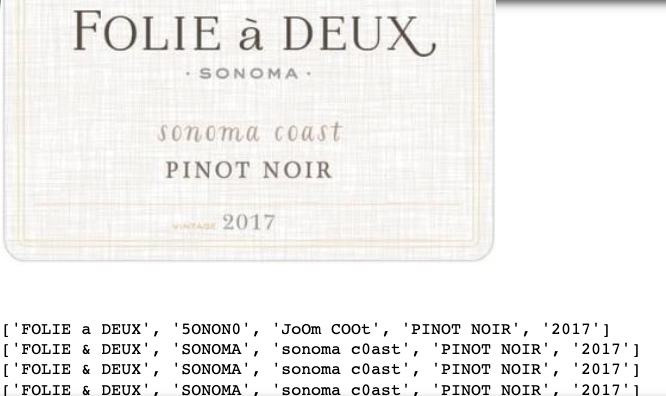 FOLIE à DEUX
· SONOMA ·
sonoma coast
PINOT NOIR
VINTAGE 2017
['FOLIE a DEUX', '5ONON0', 'JoOm COOt', 'PINOT NOIR', '2017']
['FOLIE & DEUX', 'SONOMA', 'sonoma c0ast', 'PINOT NOIR', '2017']
['FOLIE & DEUX', 'SONOMA', 'sonoma c0ast', 'PINOT NOIR', '2017']
['FOLIE & DEUX', 'SONOMA', 'sonoma c0ast', 'PINOT NOIR', '2017']